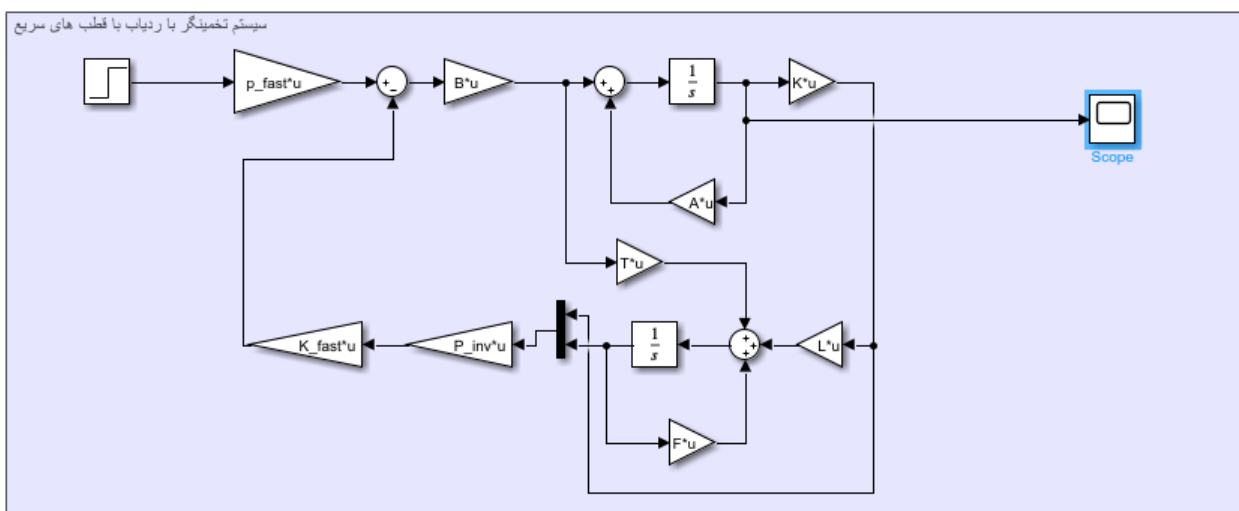 سیستم تخمینگر با ردیاب با قطب های سریع
p_fast*u
B*u
1
s
K*u
Scope
A*u
T*u
K_fast*u
P_inv*u
1
s
L*u
F*u